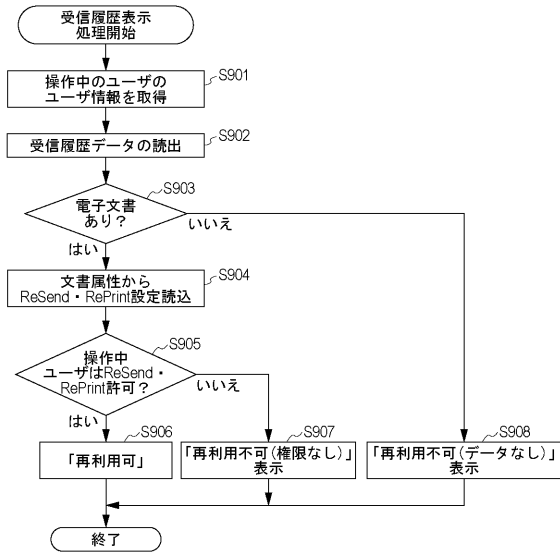 受信履歴表示
処理開始
S901
操作中のユーザの
ユーザ情報を取得
S902
受信履歴データの読出
S903
電子文書
あり?
いいえ
はい
S904
文書属性から
ReSend・RePrint設定読込
S905
操作中
ユーザはReSend・
RePrint許可?
いいえ
はい
S906
「再利用可」
S907
「再利用不可(権限なし)」
表示
S908
「再利用不可(データなし)」
表示
終了